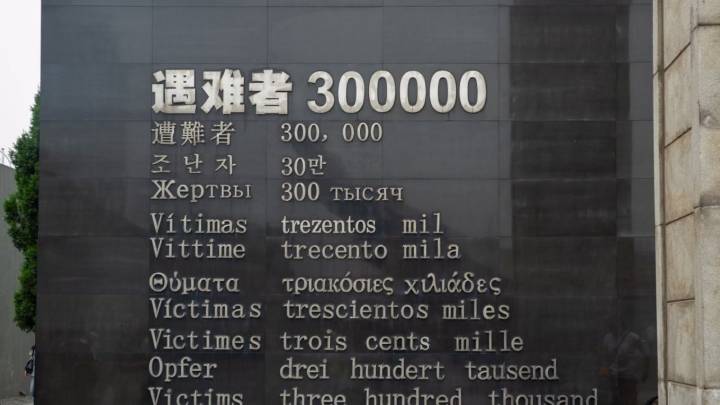 遇难者 300000
遭難者 300，000
조난자 30만
Жертвы 300 тысяч
Vítimas trezentos mil
Vittime trecento mila
Θύματα τριακόσιες χιλιάδες
Víctimas trescientos miles
Victimes trois cents mille
Opfer drei hundert tausend
Victims three hundred thousand